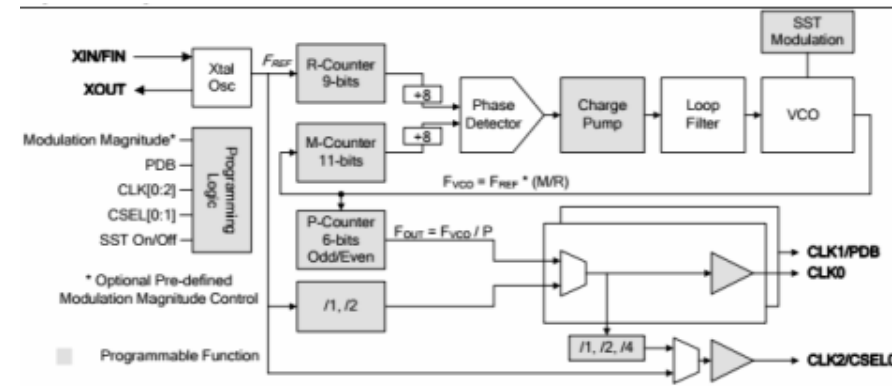 SST
Modulation
XIN/FIN
XOUT
Xtal
Osc
FREF
R-Counter
9-bits
÷8
Phase
Detector
Charge
Pump
Loop
Filter
VCO
M-Counter
11-bits
÷8
Modulation Magnitude*
PDB
CLK[0:2]
CSEL[0:1]
SST On/Off
Programming
Logic
FVCO = FREF * (M/R)
P-Counter
6-bits
Odd/Even
FOUT = FVCO / P
CLK1/PDB
CLK0
* Optional Pre-defined
Modulation Magnitude Control
/1, /2
/1, /2, /4
Programmable Function
CLK2/CSEL0